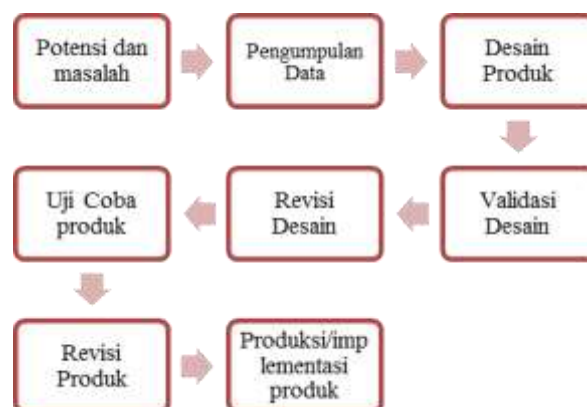 Potensi dan
masalah
Pengumpulan
Data
Desain
Produk
Validasi
Desain
Revisi
Desain
Uji Coba
produk
Revisi
Produk
Produksi/imp
lementasi
produk